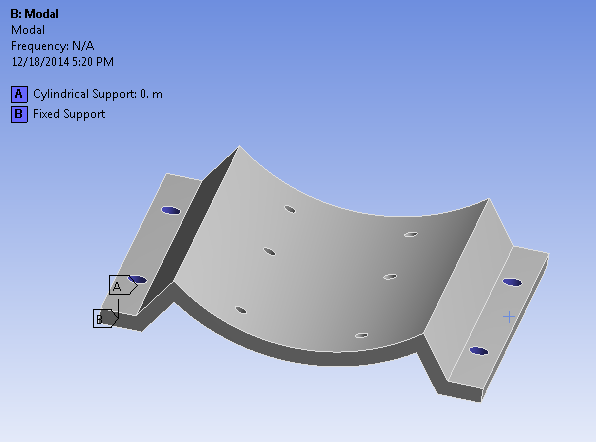 B: Modal
Modal
Frequency: N/A
12/18/2014 5:20 PM
A Cylindrical Support: 0. m
B Fixed Support
A
B